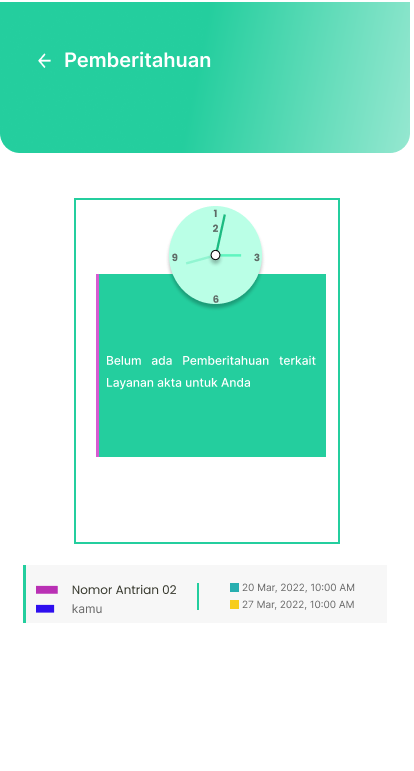 Pemberitahuan
1
2
9
3
6
Belum ada Pemberitahuan terkait
Layanan akta untuk Anda
Nomor Antrian 02
kamu
20 Mar, 2022, 10:00 AM
27 Mar, 2022, 10:00 AM